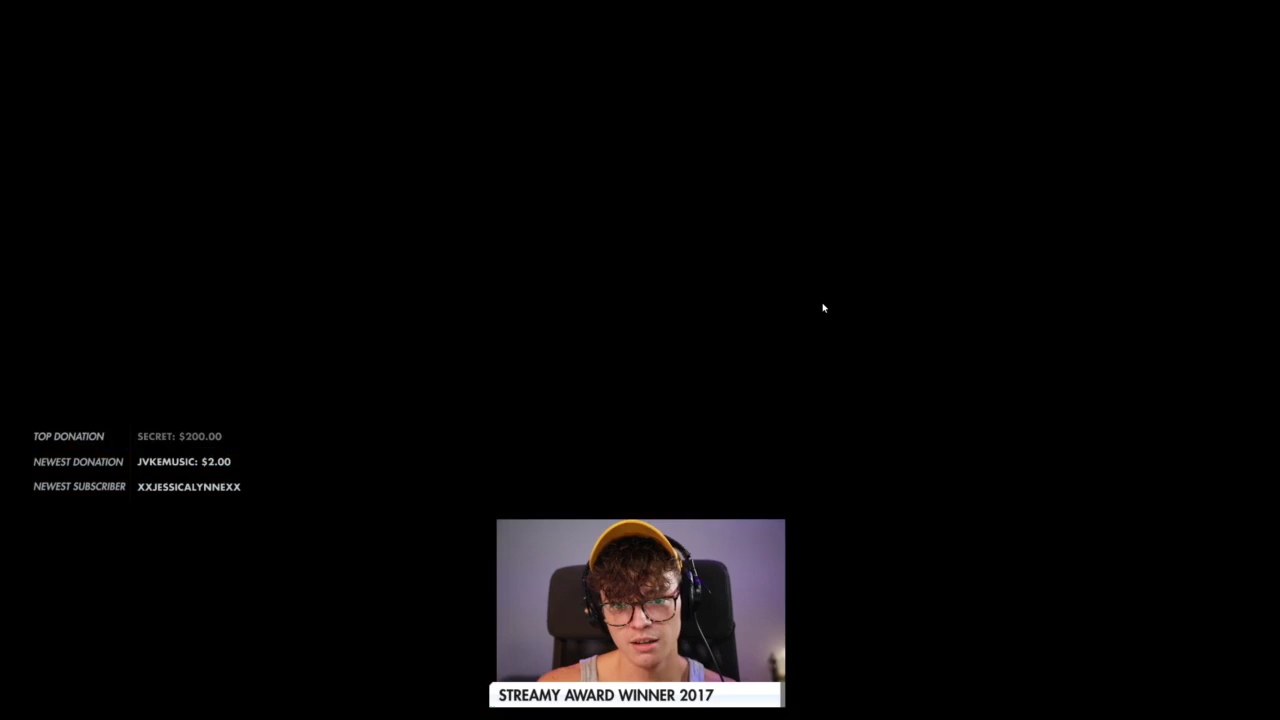 TOP DONATION SECRET: $200.00
NEWEST DONATION JVKEMUSIC: $2.00
NEWEST SUBSCRIBER XXJESSICALYNNEXX
STREAMY AWARD WINNER 2017